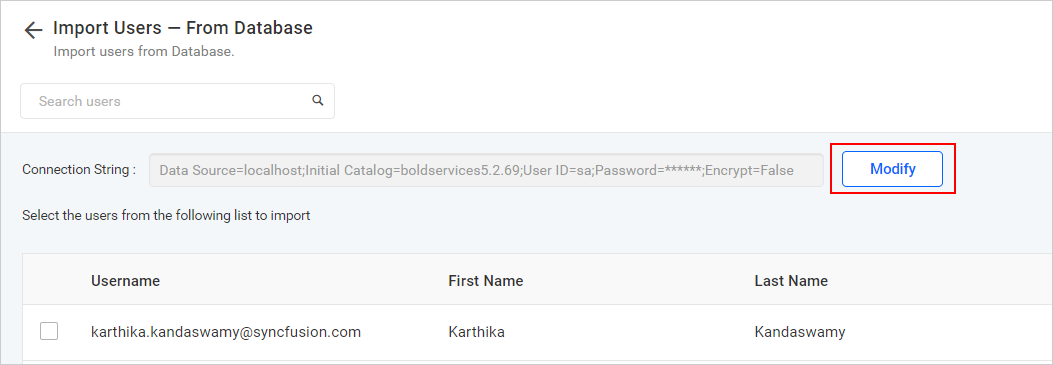 Import Users — From Database
Import users from Database.
Search users
Connection String : Data Source=localhost;Initial Catalog=boldservices5.2.69;User ID=sa;Password=******;Encrypt=False Modify
Select the users from the following list to import
Username First Name Last Name
karthika.kandaswamy@syncfusion.com Karthika Kandaswamy